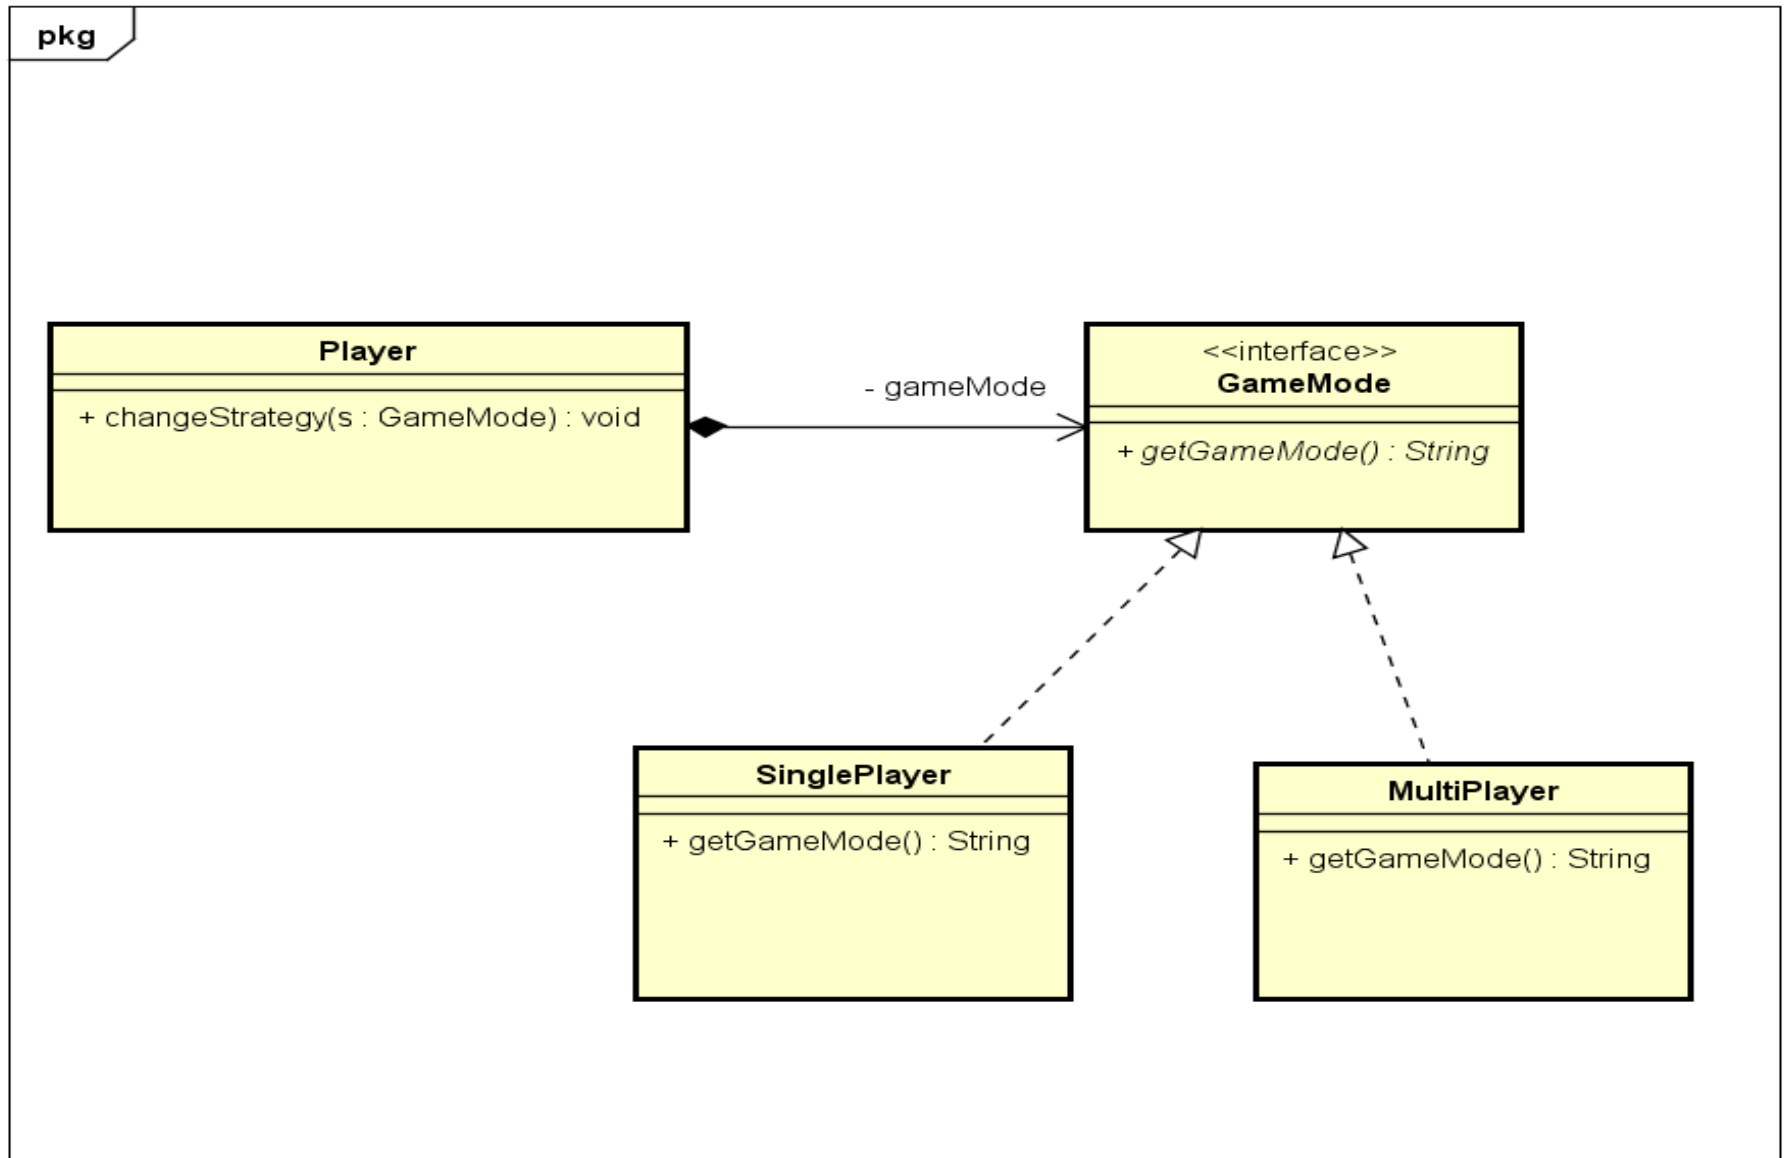 pkg
Player
+ changeStrategy(s : GameMode) : void
- gameMode
<<interface>>
GameMode
+ getGameMode() : String
SinglePlayer
+ getGameMode() : String
MultiPlayer
+ getGameMode() : String